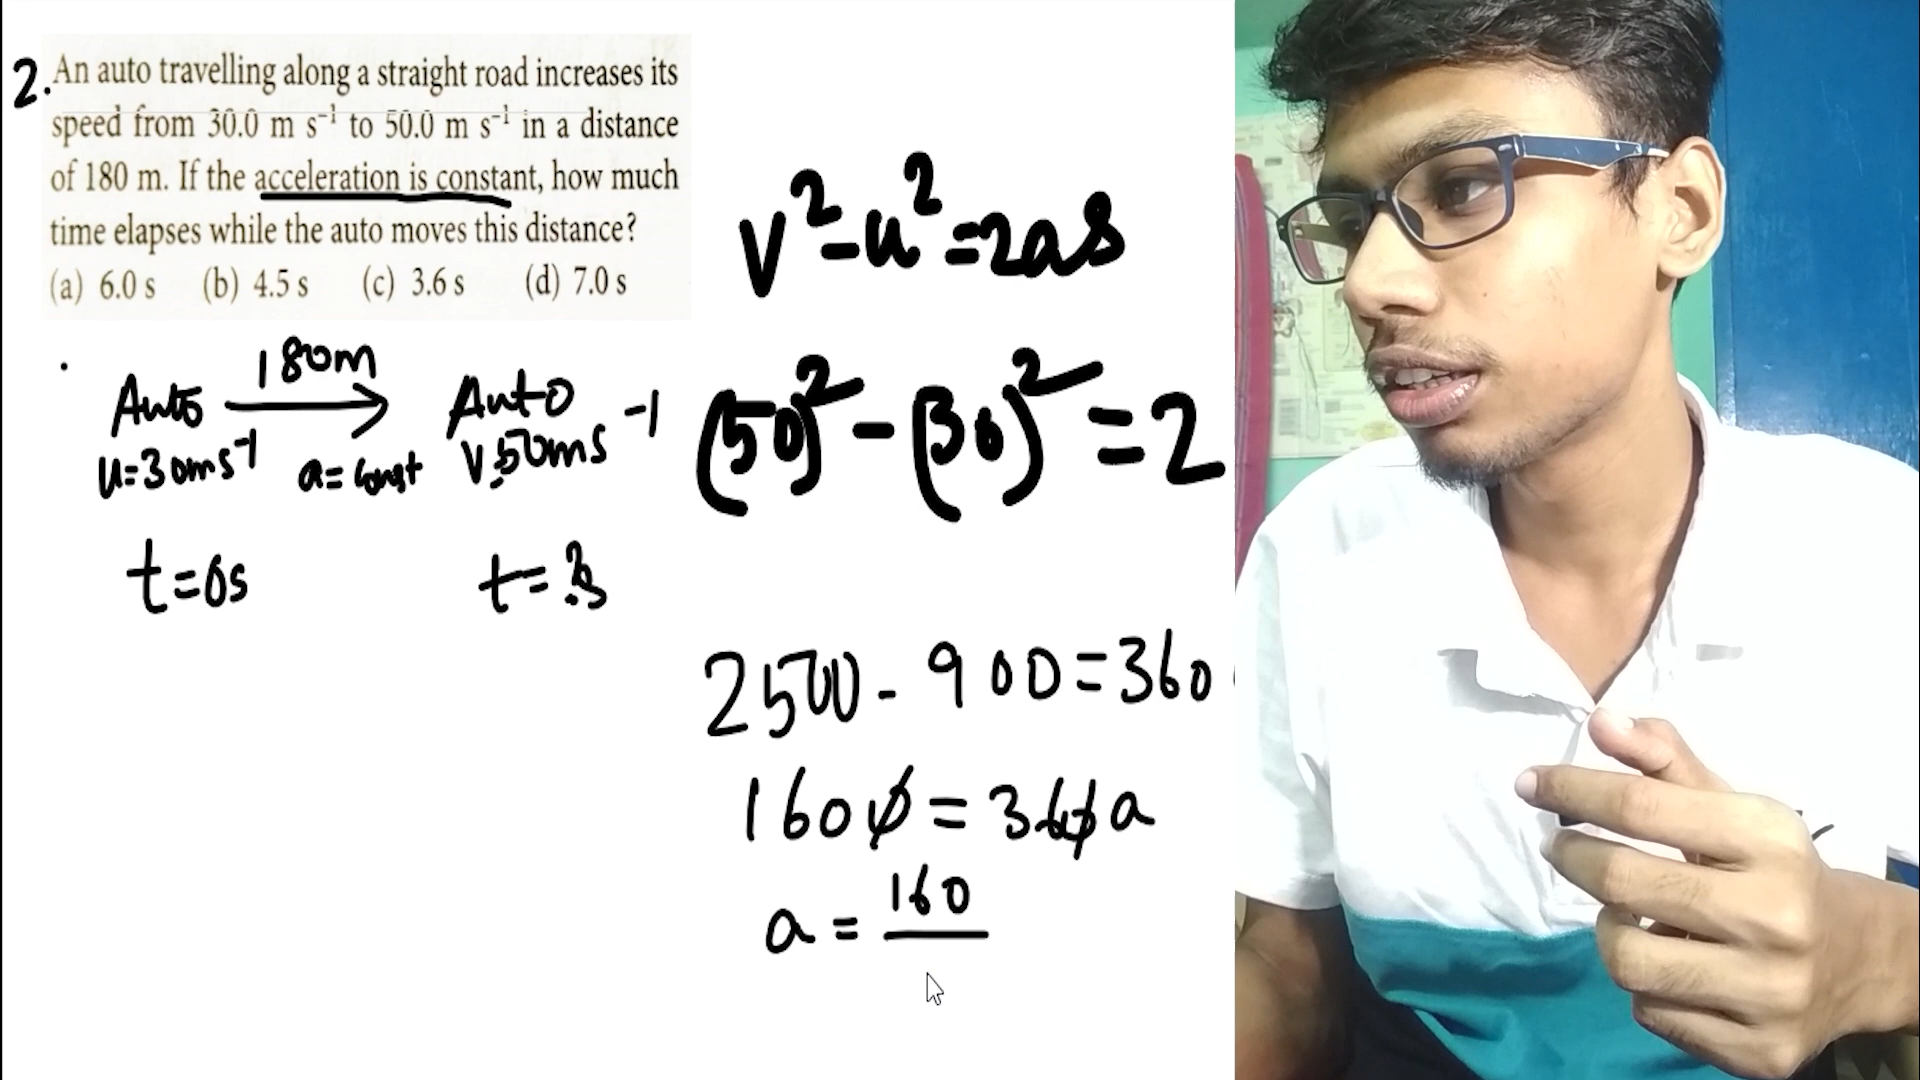 2.
An auto travelling along a straight road increases its
speed from 30.0 m s⁻¹ to 50.0 m s⁻¹ in a distance
of 180 m. If the acceleration is constant, how much
time elapses while the auto moves this distance?
(a) 6.0 s (b) 4.5 s (c) 3.6 s (d) 7.0 s
180m
Auto Auto
u=30ms⁻¹ a=const v=50ms⁻¹
t=0s t=?s
v²-u²=2as
(50)²-(30)²=2
2500-900=360
1600=360a
a=160